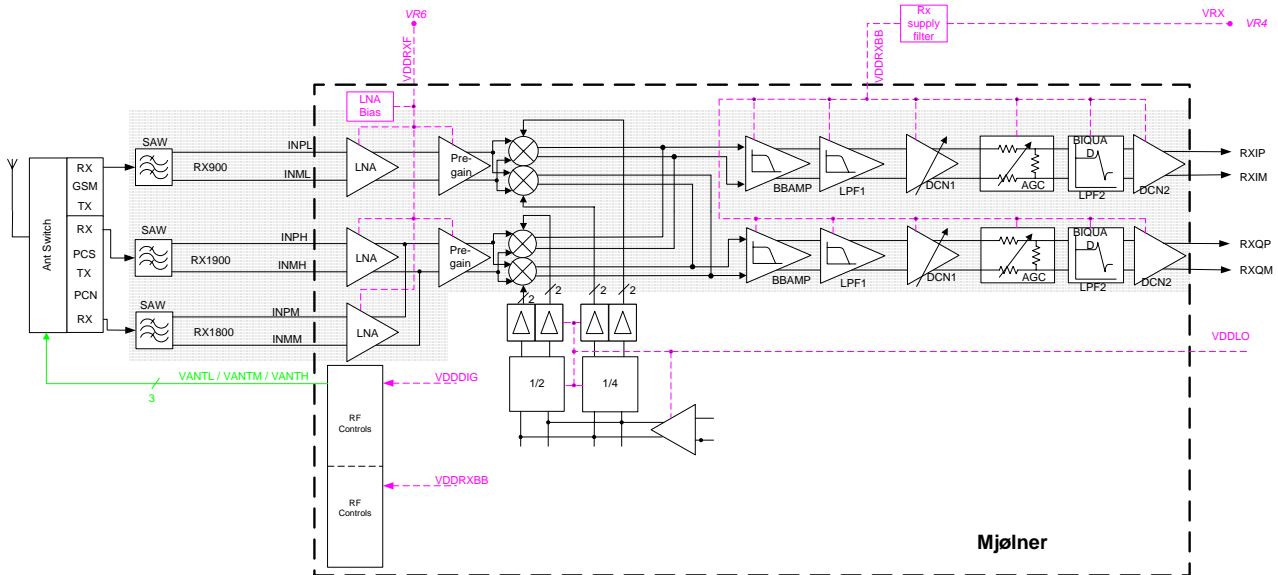 VR6
VDDRXF
Rx
supply
filter
VRX
VR4
VDDRXBB
LNA
Bias
SAW
INPL
RX900
INML
LNA
Pre-
gain
BBAMP
LPF1
DCN1
AGC
BIQUA
D
LPF2
DCN2
RXIP
RXIM
Ant Switch
RX
GSM
TX
RX
PCS
TX
PCN
RX
SAW
INPH
RX1900
INMH
LNA
Pre-
gain
BBAMP
LPF1
DCN1
AGC
BIQUA
D
LPF2
DCN2
RXQP
RXQM
SAW
INPM
RX1800
INMM
LNA
2
2
2
2
1/2
1/4
VDDLO
VANTL / VANTM / VANTH
3
VDDDIG
RF
Controls
VDDRXBB
RF
Controls
Mjølner